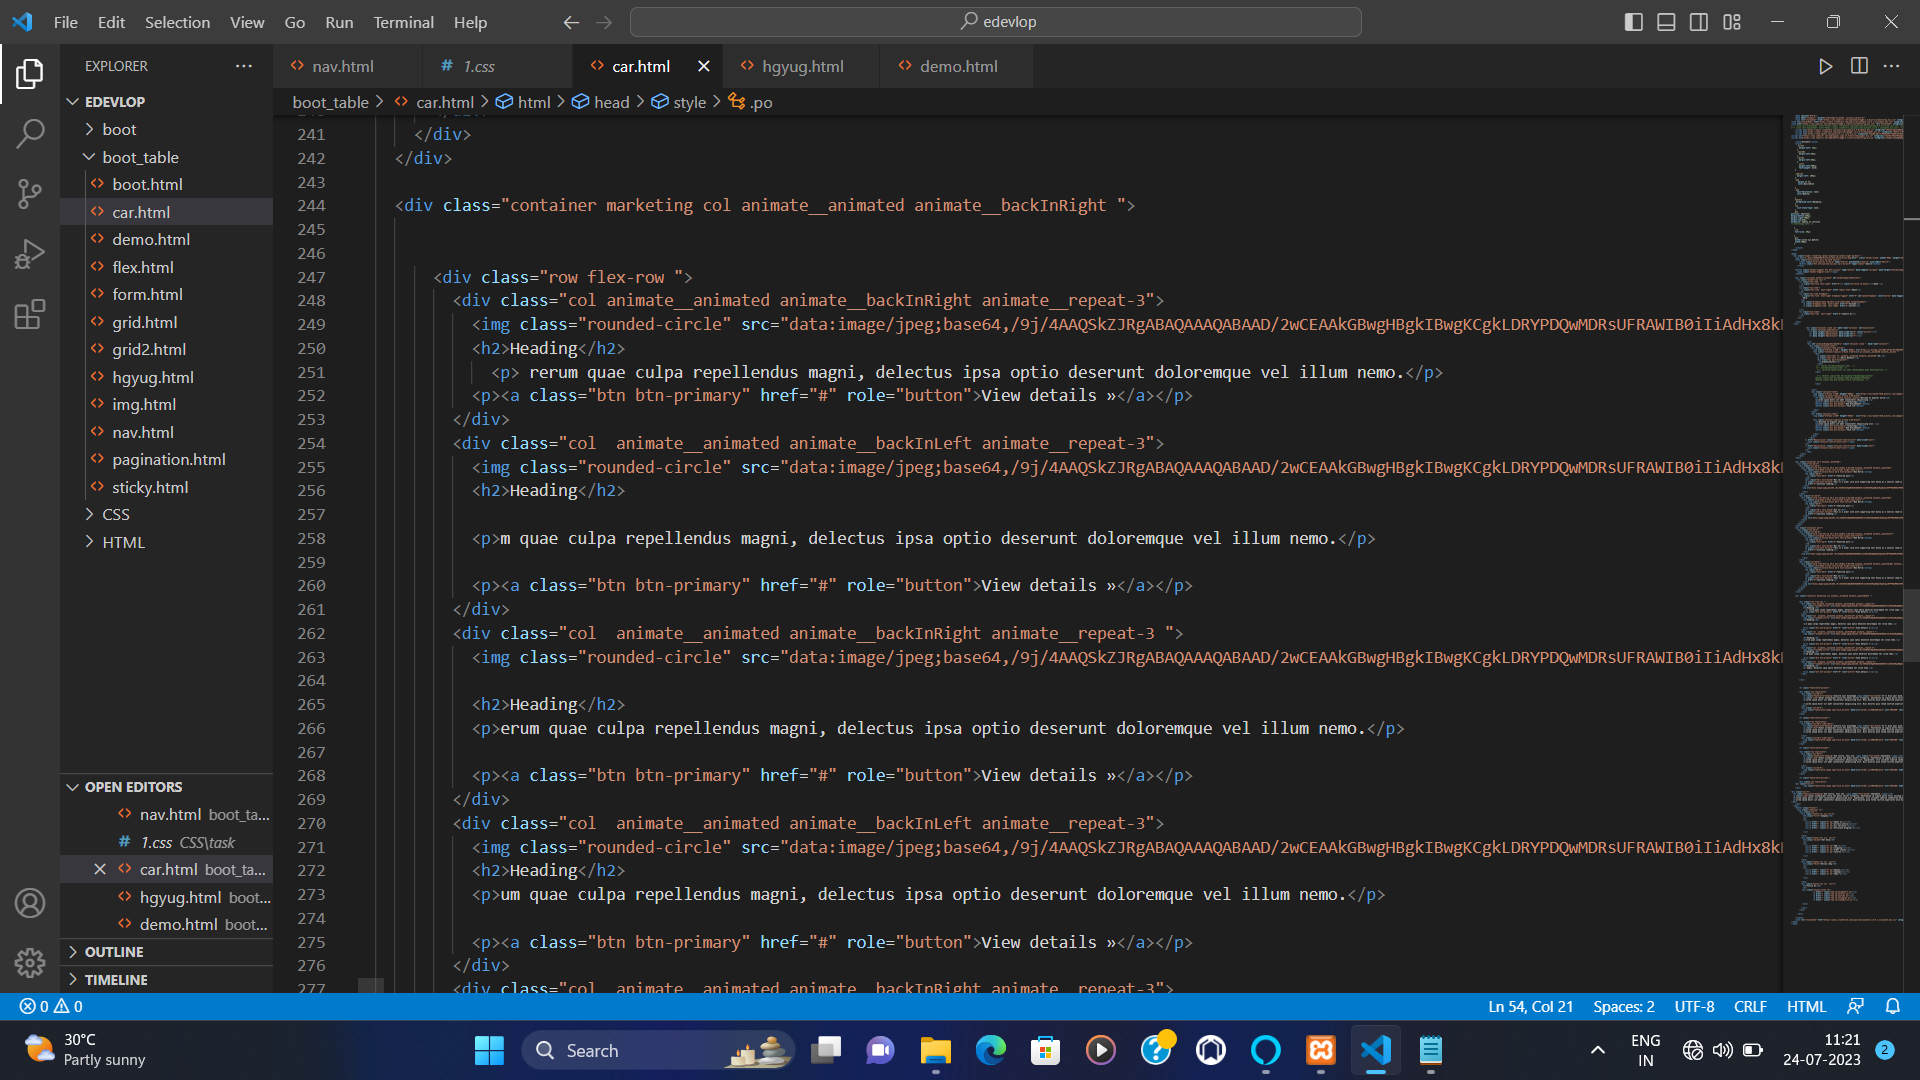 File Edit Selection View Go Run Terminal Help
edevlop
EXPLORER
nav.html
# 1.css
car.html
hgyug.html
demo.html
EDEVLOP
boot_table > car.html > html > head > style > .po
boot
boot_table
boot.html
car.html
demo.html
flex.html
form.html
grid.html
grid2.html
hgyug.html
img.html
nav.html
pagination.html
sticky.html
CSS
HTML
OPEN EDITORS
nav.html boot_ta...
# 1.css CSS\task
car.html boot_ta...
hgyug.html boot...
demo.html boot...
OUTLINE
TIMELINE
241 </div>
242 </div>
243
244 <div class="container marketing col animate__animated animate__backInRight ">
245
246
247 <div class="row flex-row ">
248 <div class="col animate__animated animate__backInRight animate__repeat-3">
249 <img class="rounded-circle" src="data:image/jpeg;base64,/9j/4AAQSkZJRgABAQAAAQABAAD/2wCEAAkGBwgHBgkIBwgKCgkLDRYPDQwMDRsUFRAWIB0iIiAdHx8k
250 <h2>Heading</h2>
251 <p> rerum quae culpa repellendus magni, delectus ipsa optio deserunt doloremque vel illum nemo.</p>
252 <p><a class="btn btn-primary" href="#" role="button">View details »</a></p>
253 </div>
254 <div class="col  animate__animated animate__backInLeft animate__repeat-3">
255 <img class="rounded-circle" src="data:image/jpeg;base64,/9j/4AAQSkZJRgABAQAAAQABAAD/2wCEAAkGBwgHBgkIBwgKCgkLDRYPDQwMDRsUFRAWIB0iIiAdHx8k
256 <h2>Heading</h2>
257
258 <p>m quae culpa repellendus magni, delectus ipsa optio deserunt doloremque vel illum nemo.</p>
259
260 <p><a class="btn btn-primary" href="#" role="button">View details »</a></p>
261 </div>
262 <div class="col  animate__animated animate__backInRight animate__repeat-3 ">
263 <img class="rounded-circle" src="data:image/jpeg;base64,/9j/4AAQSkZJRgABAQAAAQABAAD/2wCEAAkGBwgHBgkIBwgKCgkLDRYPDQwMDRsUFRAWIB0iIiAdHx8k
264
265 <h2>Heading</h2>
266 <p>erum quae culpa repellendus magni, delectus ipsa optio deserunt doloremque vel illum nemo.</p>
267
268 <p><a class="btn btn-primary" href="#" role="button">View details »</a></p>
269 </div>
270 <div class="col  animate__animated animate__backInLeft animate__repeat-3">
271 <img class="rounded-circle" src="data:image/jpeg;base64,/9j/4AAQSkZJRgABAQAAAQABAAD/2wCEAAkGBwgHBgkIBwgKCgkLDRYPDQwMDRsUFRAWIB0iIiAdHx8k
272 <h2>Heading</h2>
273 <p>um quae culpa repellendus magni, delectus ipsa optio deserunt doloremque vel illum nemo.</p>
274
275 <p><a class="btn btn-primary" href="#" role="button">View details »</a></p>
276 </div>
277 <div class="col  animate__animated animate__backInRight animate__repeat-3">
0 0
Ln 54, Col 21 Spaces: 2 UTF-8 CRLF HTML
30°C
Partly sunny
Search
ENG
IN
11:21
24-07-2023
2